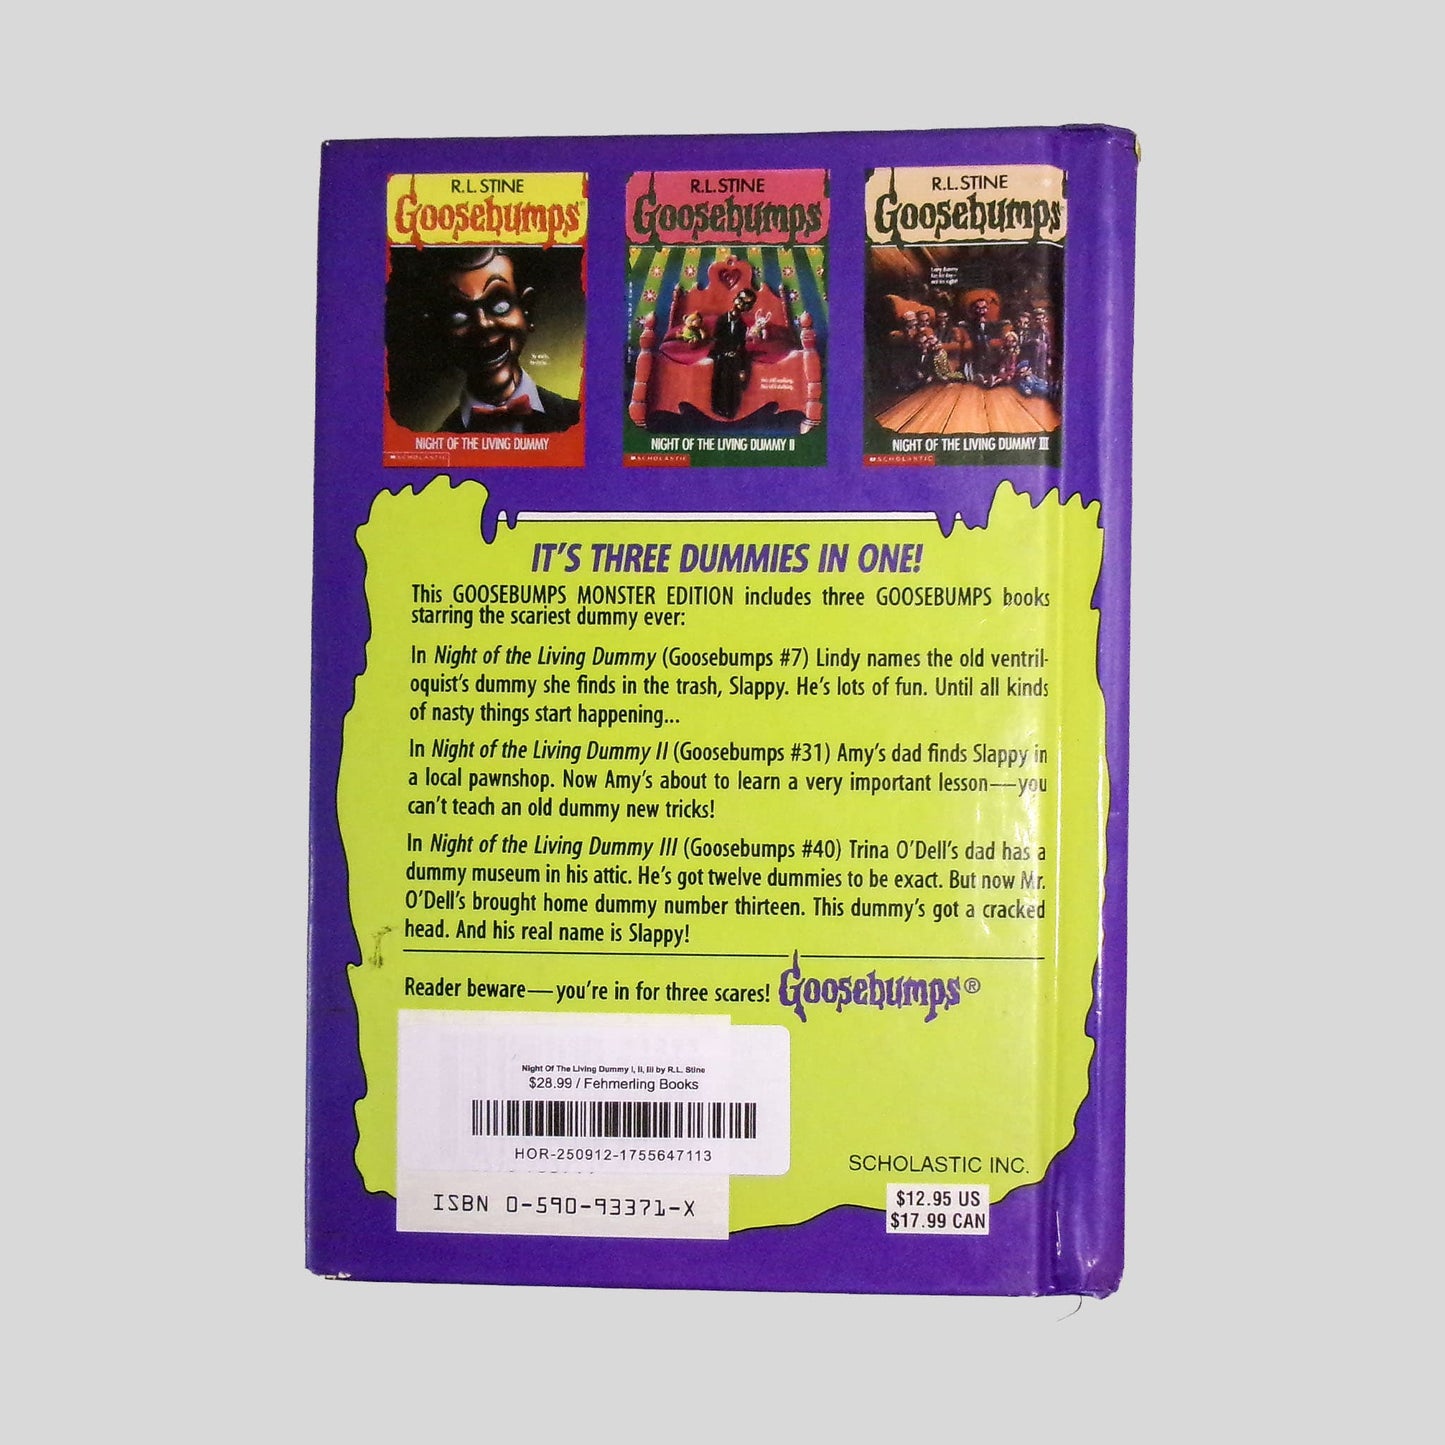 R.L. STINE
Goosebumps
NIGHT OF THE LIVING DUMMY
SCHOLASTIC
R.L. STINE
Goosebumps
NIGHT OF THE LIVING DUMMY II
SCHOLASTIC
R.L. STINE
Goosebumps
NIGHT OF THE LIVING DUMMY III
SCHOLASTIC
IT'S THREE DUMMIES IN ONE!
This GOOSEBUMPS MONSTER EDITION includes three GOOSEBUMPS books
starring the scariest dummy ever:
In Night of the Living Dummy (Goosebumps #7) Lindy names the old ventril-
oquist's dummy she finds in the trash, Slappy. He's lots of fun. Until all kinds
of nasty things start happening...
In Night of the Living Dummy II (Goosebumps #31) Amy's dad finds Slappy in
a local pawnshop. Now Amy's about to learn a very important lesson—you
can't teach an old dummy new tricks!
In Night of the Living Dummy III (Goosebumps #40) Trina O'Dell's dad has a
dummy museum in his attic. He's got twelve dummies to be exact. But now Mr.
O'Dell's brought home dummy number thirteen. This dummy's got a cracked
head. And his real name is Slappy!
Reader beware—you're in for three scares! Goosebumps®
Night Of The Living Dummy I, Ii, Iii by R.L. Stine
$28.99 / Fehmerling Books
HOR-250912-1755647113
ISBN 0-590-93371-X
SCHOLASTIC INC.
$12.95 US
$17.99 CAN